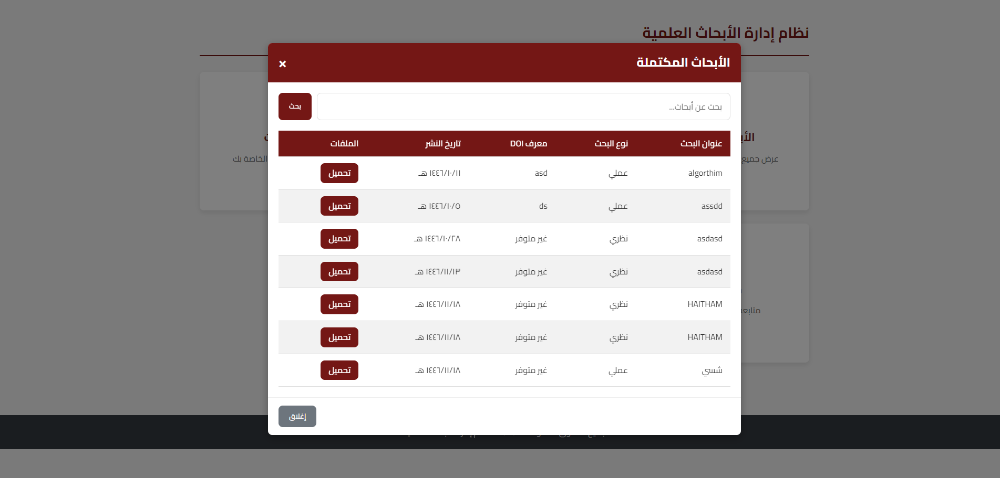 نظام إدارة الأبحاث العلمية
الأبحاث المكتملة ×
بحث عن أبحاث... بحث
عنوان البحث نوع البحث معرف DOI تاريخ النشر الملفات
algorthim عملي asd ١٤٤٦/١٠/١١ هـ تحميل
assdd عملي ds ١٤٤٦/١٠/٥ هـ تحميل
asdasd نظري غير متوفر ١٤٤٦/١٠/٢٨ هـ تحميل
asdasd نظري غير متوفر ١٤٤٦/١١/١٣ هـ تحميل
HAITHAM نظري غير متوفر ١٤٤٦/١١/١٨ هـ تحميل
HAITHAM نظري غير متوفر ١٤٤٦/١١/١٨ هـ تحميل
شسي عملي غير متوفر ١٤٤٦/١١/١٨ هـ تحميل
إغلاق
عرض جميع
الخاصة بك
متابعة